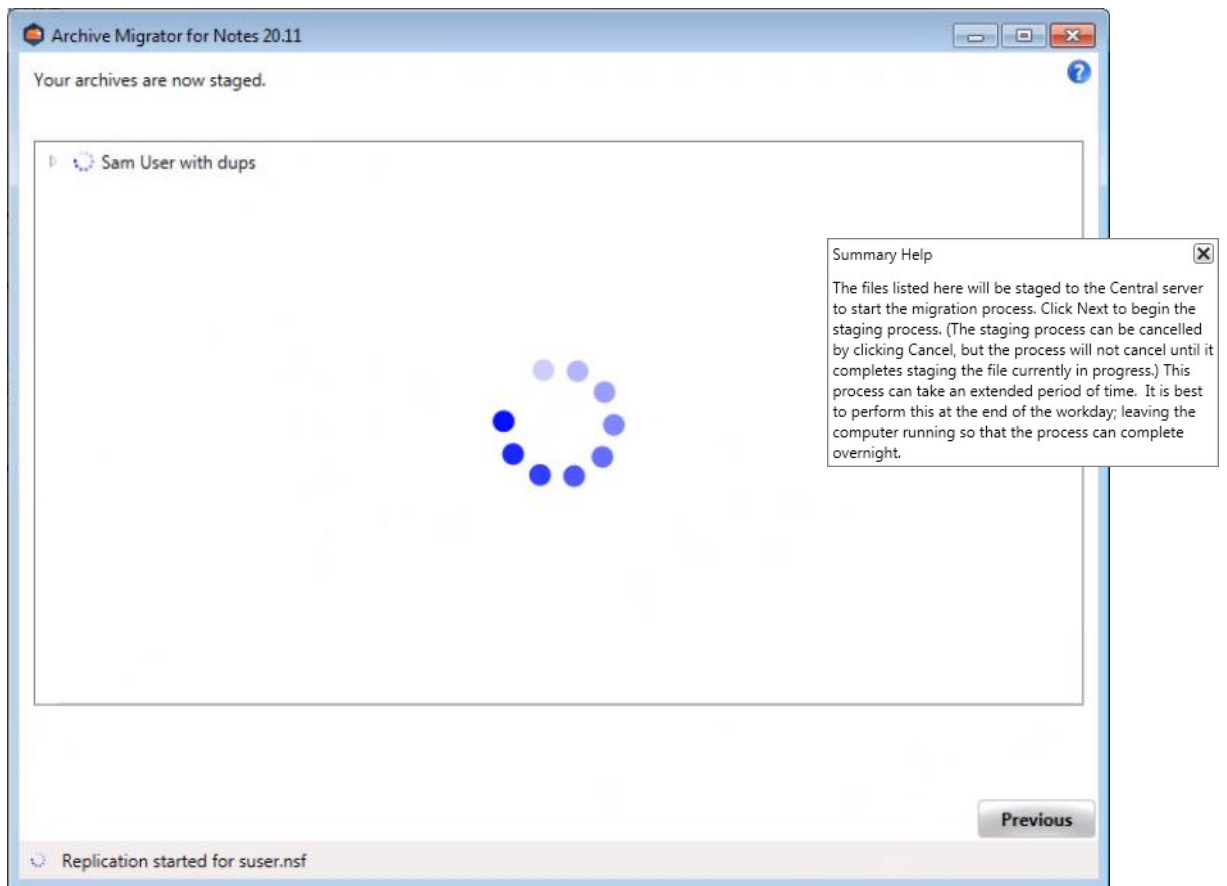 Archive Migrator for Notes 20.11
Your archives are now staged.
Sam User with dups
Summary Help
The files listed here will be staged to the Central server
to start the migration process. Click Next to begin the
staging process. (The staging process can be cancelled
by clicking Cancel, but the process will not cancel until it
completes staging the file currently in progress.) This
process can take an extended period of time.  It is best
to perform this at the end of the workday; leaving the
computer running so that the process can complete
overnight.
Previous
Replication started for suser.nsf